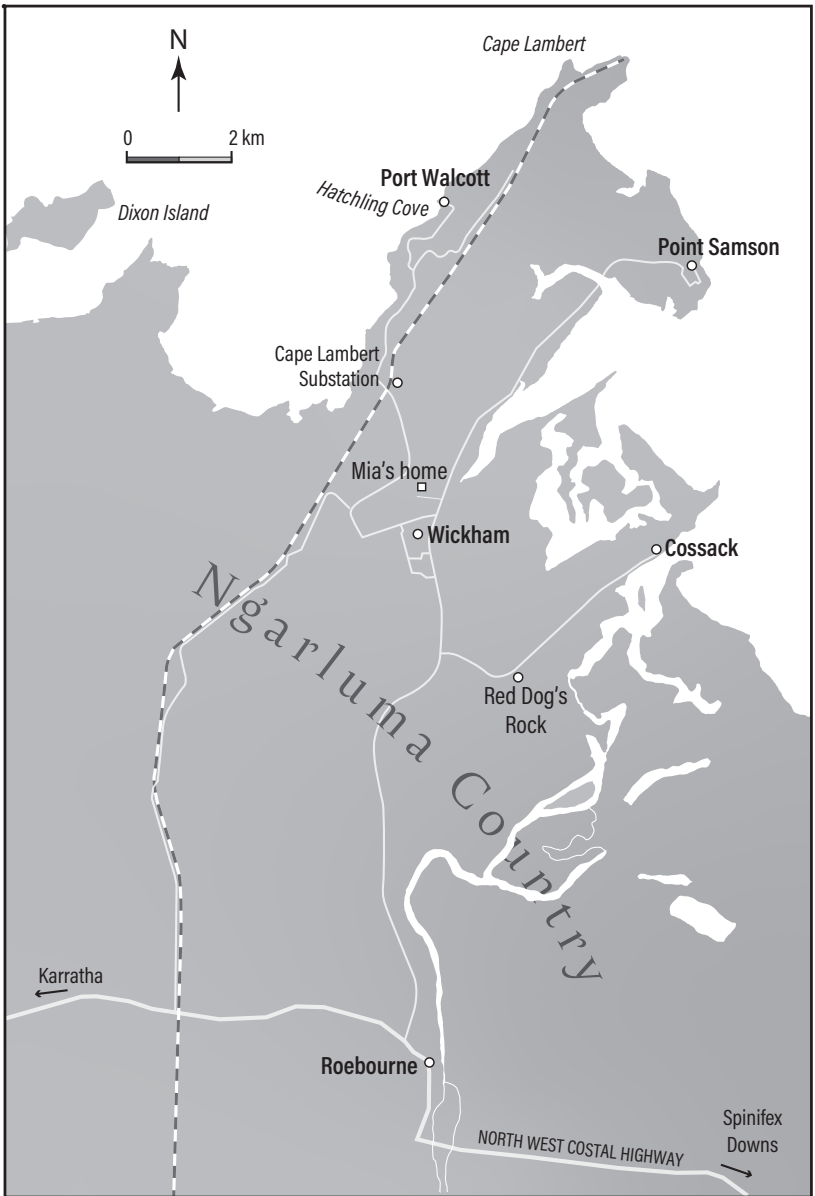 Cape Lambert
N
0 2 km
Port Walcott
Hatchling Cove
Dixon Island
Point Samson
Cape Lambert
Substation
Mia's home
Wickham
Cossack
Ngarluma Country
Red Dog's
Rock
Karratha
Roebourne
Spinifex
Downs
NORTH WEST COSTAL HIGHWAY